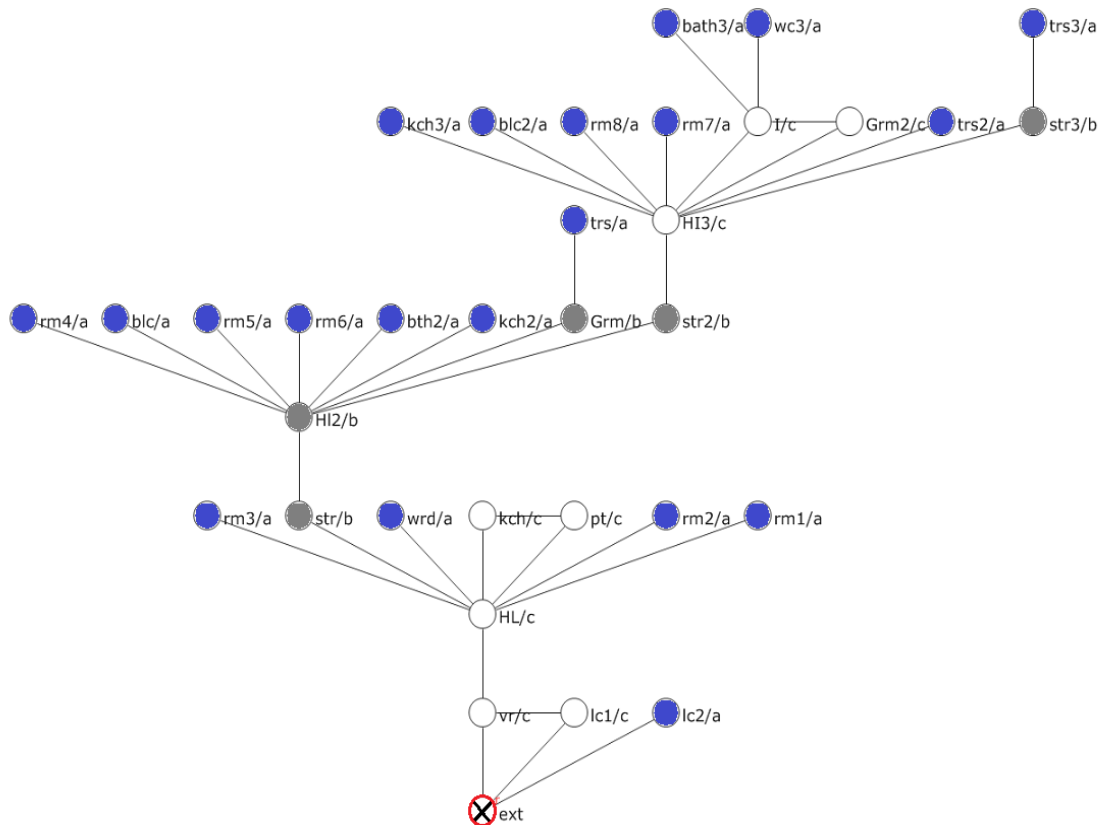 bath3/a wc3/a trs3/a
kch3/a blc2/a rm8/a rm7/a I/c Grm2/c trs2/a str3/b
trs/a HI3/c
rm4/a blc/a rm5/a rm6/a bth2/a kch2/a Grm/b str2/b
Hl2/b
rm3/a str/b wrd/a kch/c pt/c rm2/a rm1/a
HL/c
vr/c lc1/c lc2/a
ext